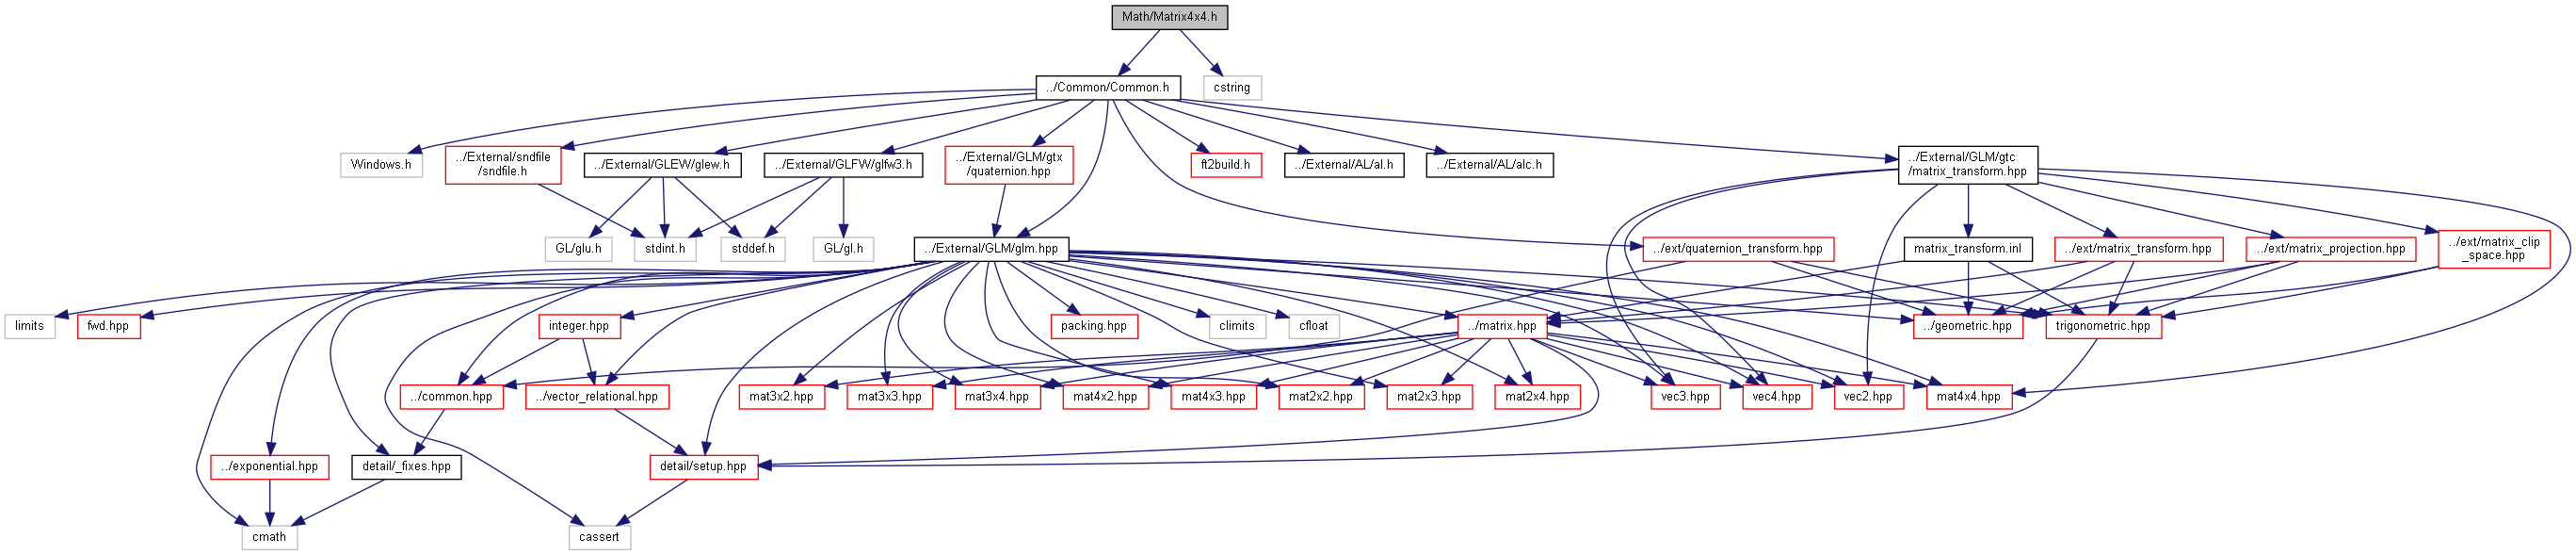 Math/Matrix4x4.h
../Common/Common.h
cstring
Windows.h
../External/sndfile
/sndfile.h
../External/GLEW/glew.h
../External/GLFW/glfw3.h
../External/GLM/gtx
/quaternion.hpp
ft2build.h
../External/AL/al.h
../External/AL/alc.h
../External/GLM/gtc
/matrix_transform.hpp
GL/glu.h
stdint.h
stddef.h
GL/gl.h
../External/GLM/glm.hpp
../ext/quaternion_transform.hpp
matrix_transform.inl
../ext/matrix_transform.hpp
../ext/matrix_projection.hpp
../ext/matrix_clip
_space.hpp
limits
fwd.hpp
integer.hpp
packing.hpp
climits
cfloat
../matrix.hpp
../geometric.hpp
trigonometric.hpp
../common.hpp
../vector_relational.hpp
mat3x2.hpp
mat3x3.hpp
mat3x4.hpp
mat4x2.hpp
mat4x3.hpp
mat2x2.hpp
mat2x3.hpp
mat2x4.hpp
vec3.hpp
vec4.hpp
vec2.hpp
mat4x4.hpp
../exponential.hpp
detail/_fixes.hpp
detail/setup.hpp
cmath
cassert